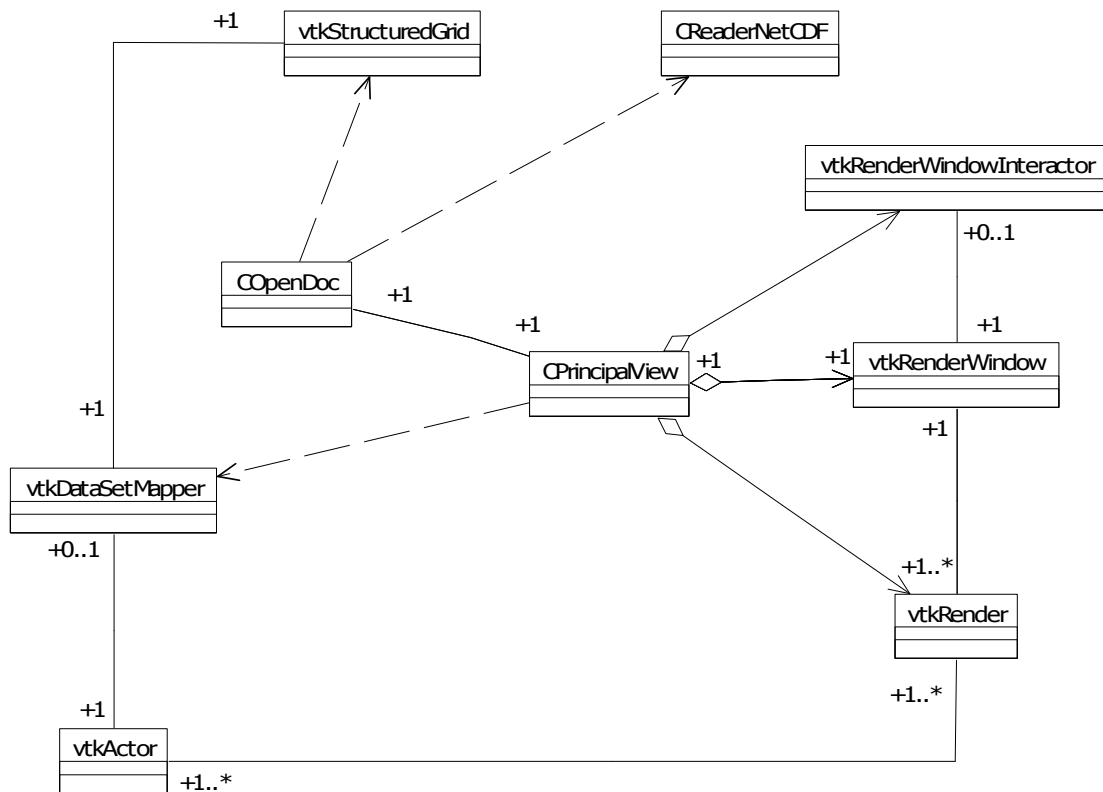 +1
vtkStructuredGrid
CReaderNetCDF
vtkRenderWindowInteractor
+0..1
COpenDoc
+1
+1
+1
CPrincipalView
+1
+1
vtkRenderWindow
+1
+1
vtkDataSetMapper
+0..1
+1..*
vtkRender
+1..*
+1
vtkActor
+1..*